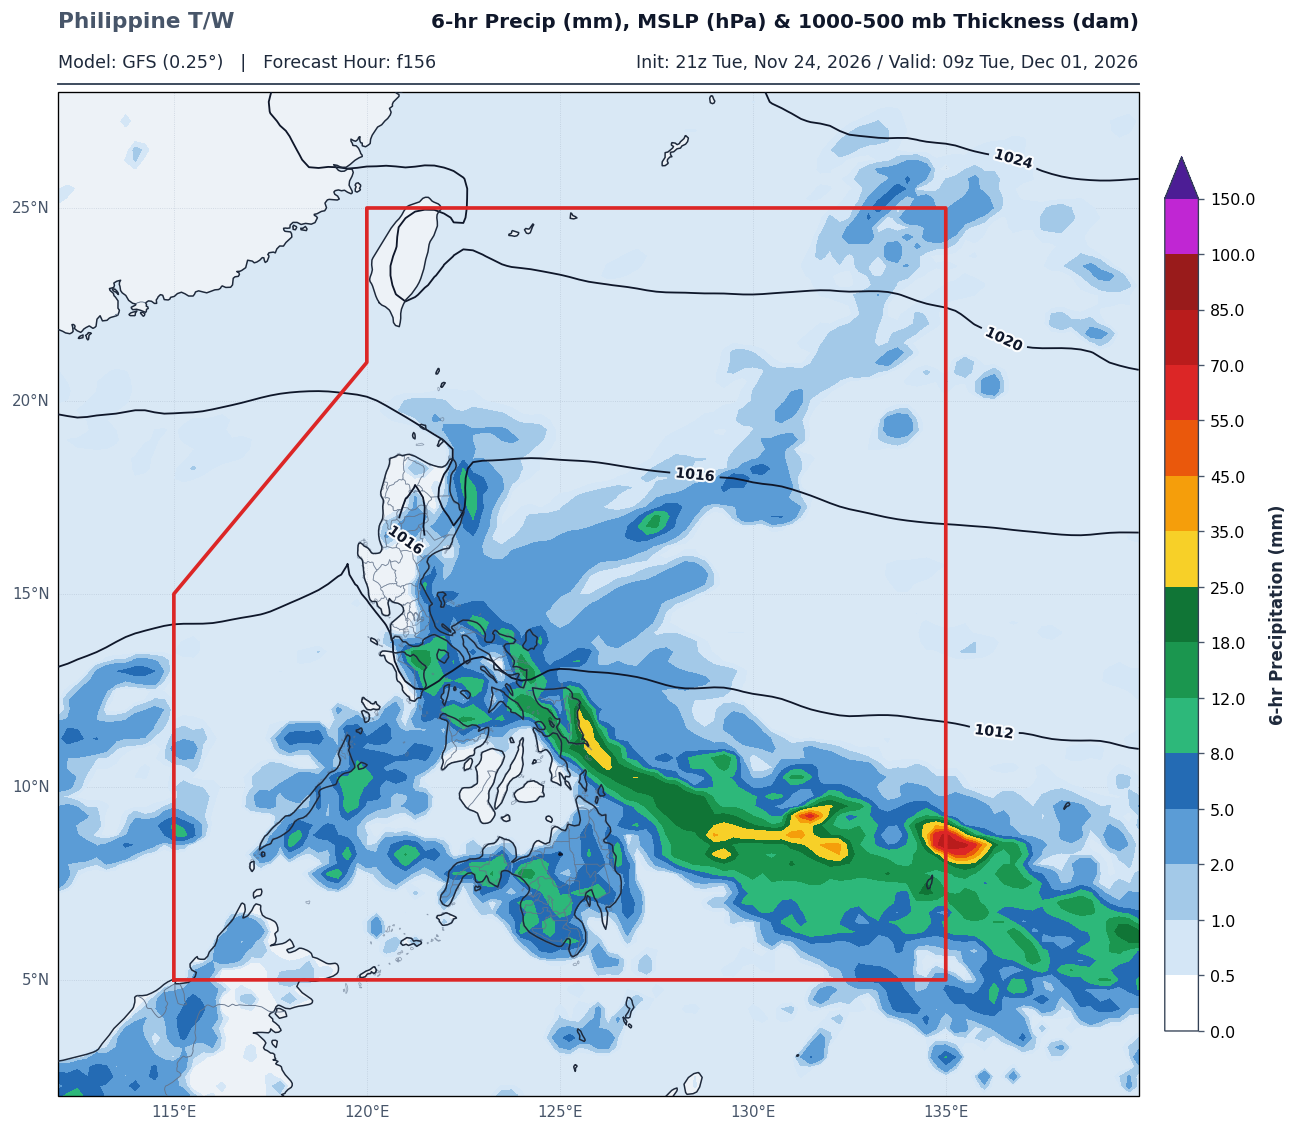 Philippine T/W
6-hr Precip (mm), MSLP (hPa) & 1000-500 mb Thickness (dam)
Model: GFS (0.25°) | Forecast Hour: f156
Init: 21z Tue, Nov 24, 2026 / Valid: 09z Tue, Dec 01, 2026
1024
1020
1016
1016
1012
25°N
20°N
15°N
10°N
5°N
115°E
120°E
125°E
130°E
135°E
150.0
100.0
85.0
70.0
55.0
45.0
35.0
25.0
18.0
12.0
8.0
5.0
2.0
1.0
0.5
0.0
6-hr Precipitation (mm)